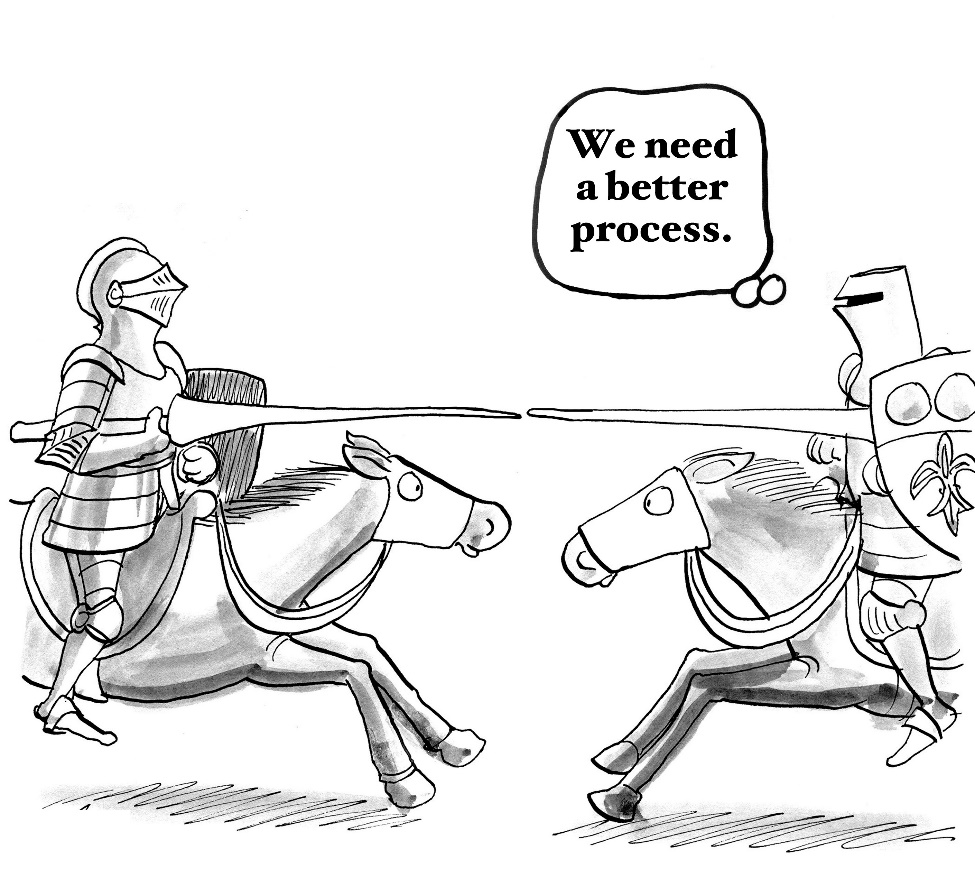 We need
a better
process.